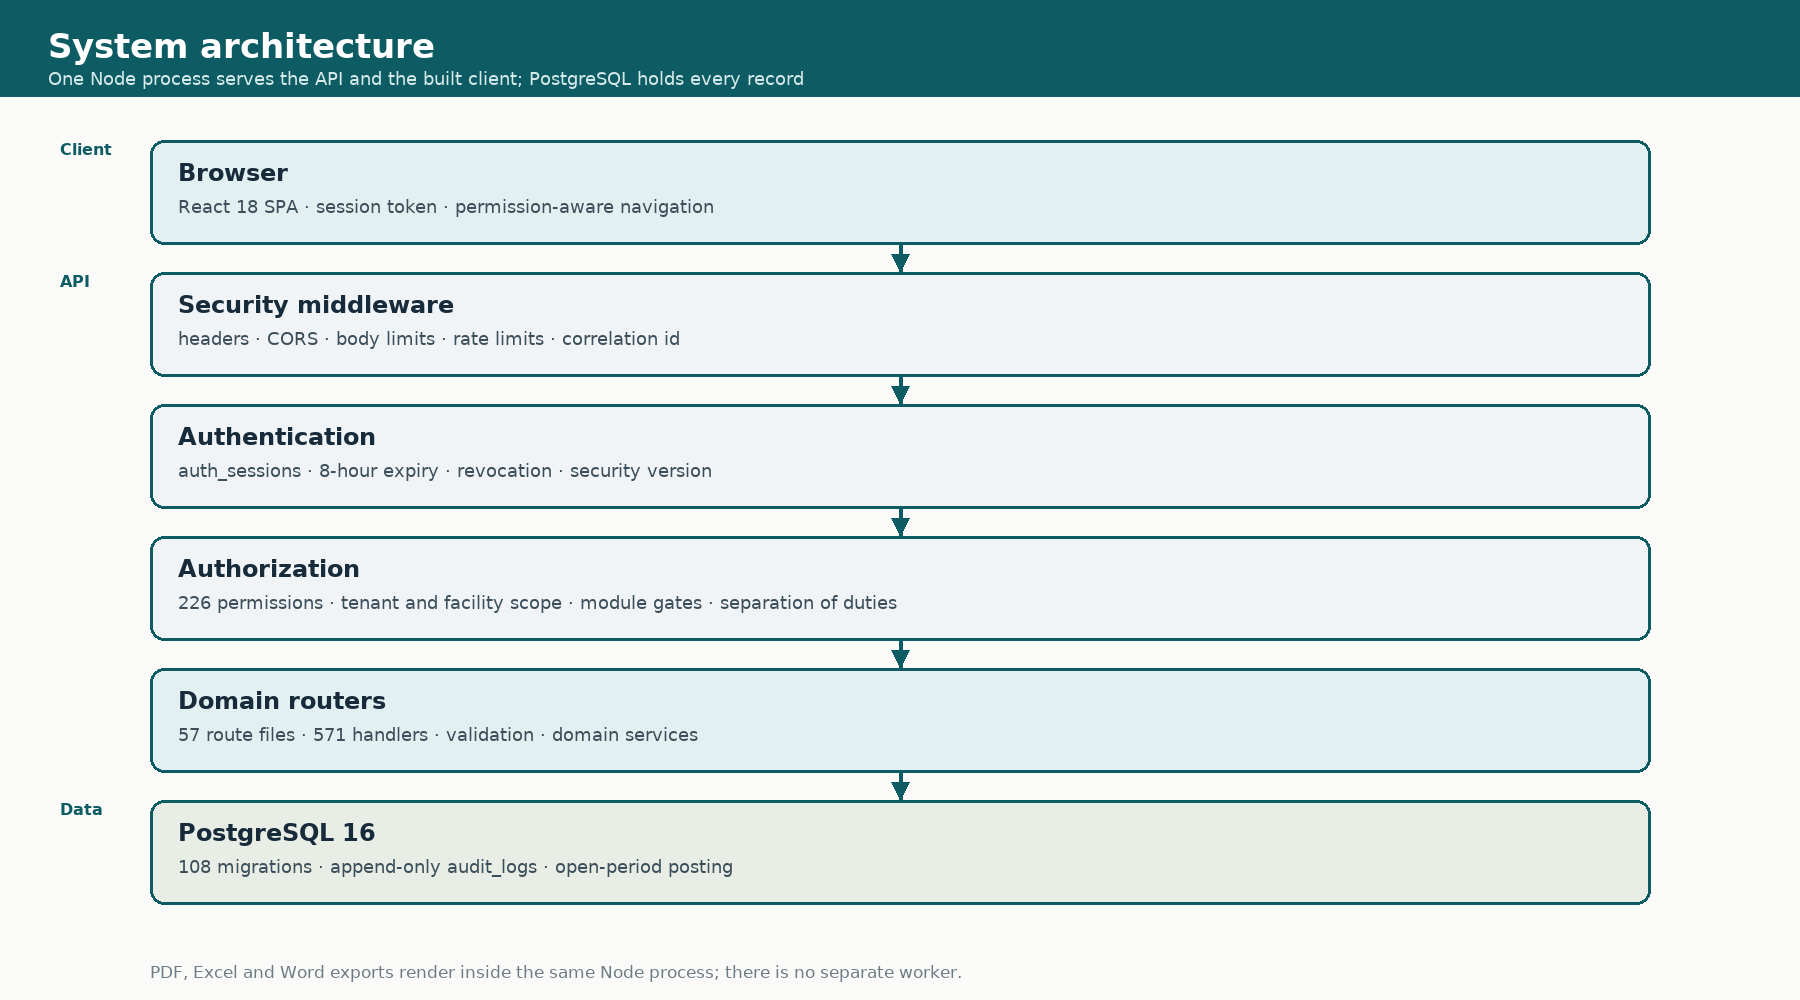 System architecture
One Node process serves the API and the built client; PostgreSQL holds every record
Client
Browser
React 18 SPA · session token · permission-aware navigation
API
Security middleware
headers · CORS · body limits · rate limits · correlation id
Authentication
auth_sessions · 8-hour expiry · revocation · security version
Authorization
226 permissions · tenant and facility scope · module gates · separation of duties
Domain routers
57 route files · 571 handlers · validation · domain services
Data
PostgreSQL 16
108 migrations · append-only audit_logs · open-period posting
PDF, Excel and Word exports render inside the same Node process; there is no separate worker.